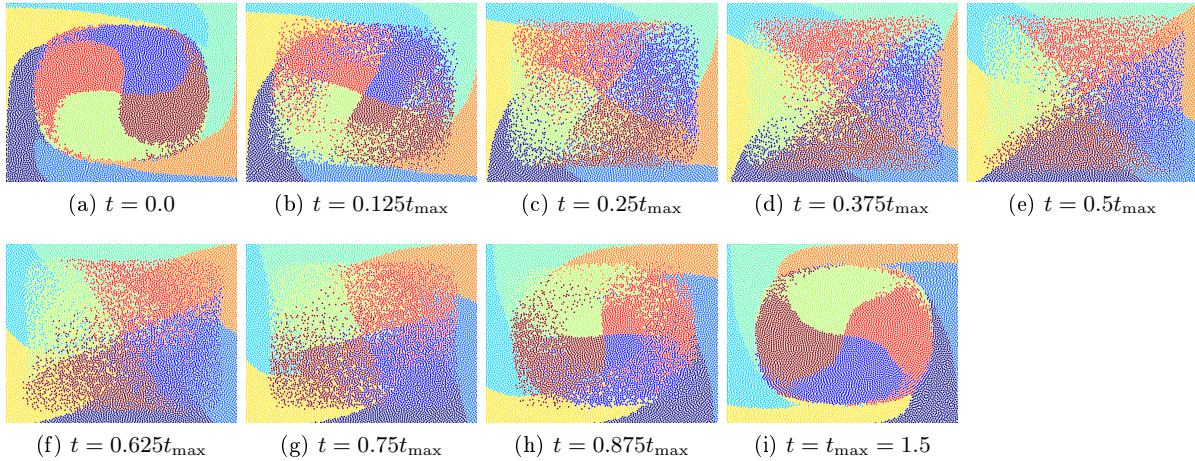 (a) t = 0.0
(b) t = 0.125t_max
(c) t = 0.25t_max
(d) t = 0.375t_max
(e) t = 0.5t_max
(f) t = 0.625t_max
(g) t = 0.75t_max
(h) t = 0.875t_max
(i) t = t_max = 1.5